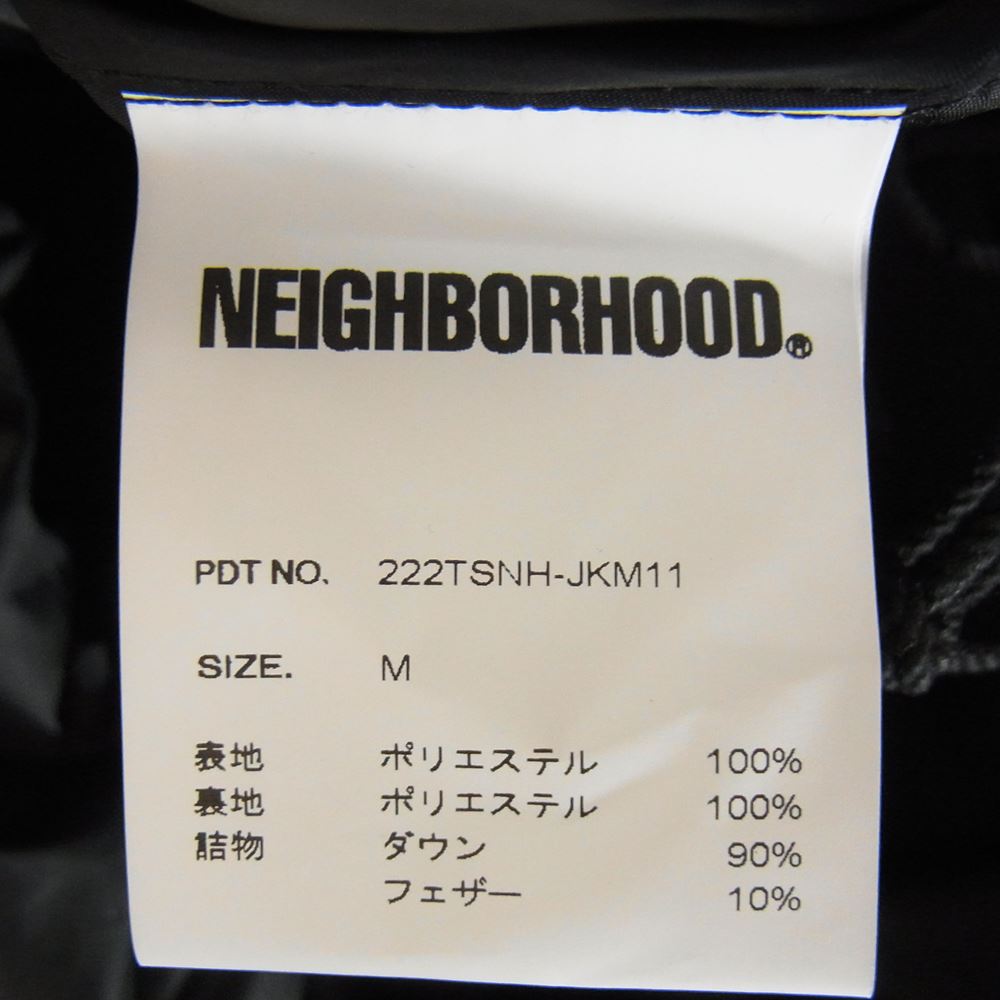 NEIGHBORHOOD®
PDT NO. 222TSNH-JKM11
SIZE. M
表地 ポリエステル 100%
裏地 ポリエステル 100%
詰物 ダウン 90%
フェザー 10%